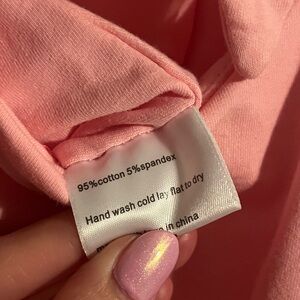 95%cotton 5%spandex
Hand wash cold lay flat to dry
in china